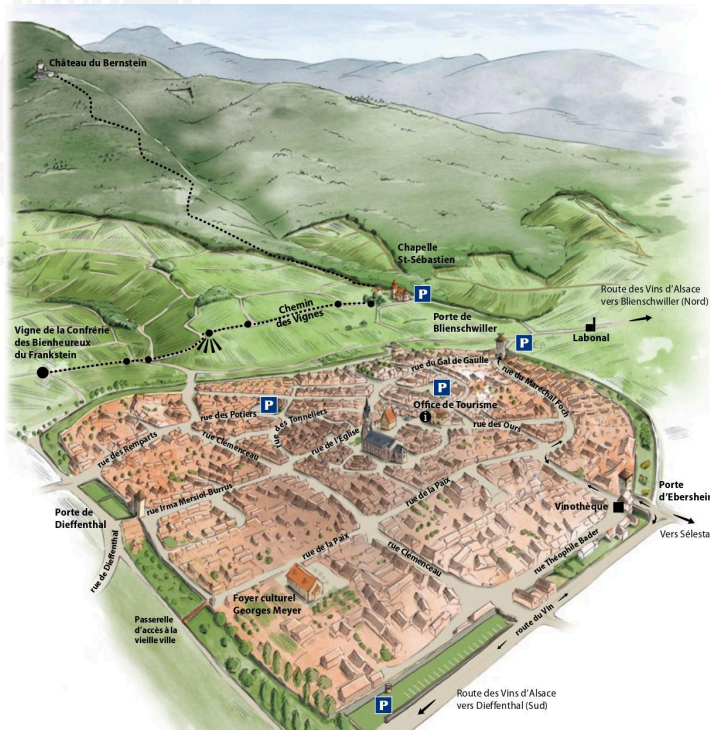 Château du Bernstein
Chapelle
St-Sébastien
P
Route des Vins d'Alsace
vers Blienschwiller (Nord)
Chemin
des Vignes
Porte de
Blienschwiller
Labonal
Vigne de la Confrérie
des Bienheureux
du Frankstein
P
rue du Gal de Gaulle
rue du Maréchal Foch
P
P
Office de Tourisme
i
rue des Potiers
rue des Tonneliers
rue des Ours
rue Clémenceau
rue de l'Église
rue des Remparts
rue de la Paix
Porte
d'Ebershei
Vinothèque
Vers Sélesta
rue Irma Mersiol-Burrus
Porte de
Dieffenthal
rue de Dieffenthal
rue de la Paix
rue Clémenceau
rue Théophile Bader
Foyer culturel
Georges Meyer
route du Vin
Passerelle
d'accès à la
vieille ville
P
Route des Vins d'Alsace
vers Dieffenthal (Sud)